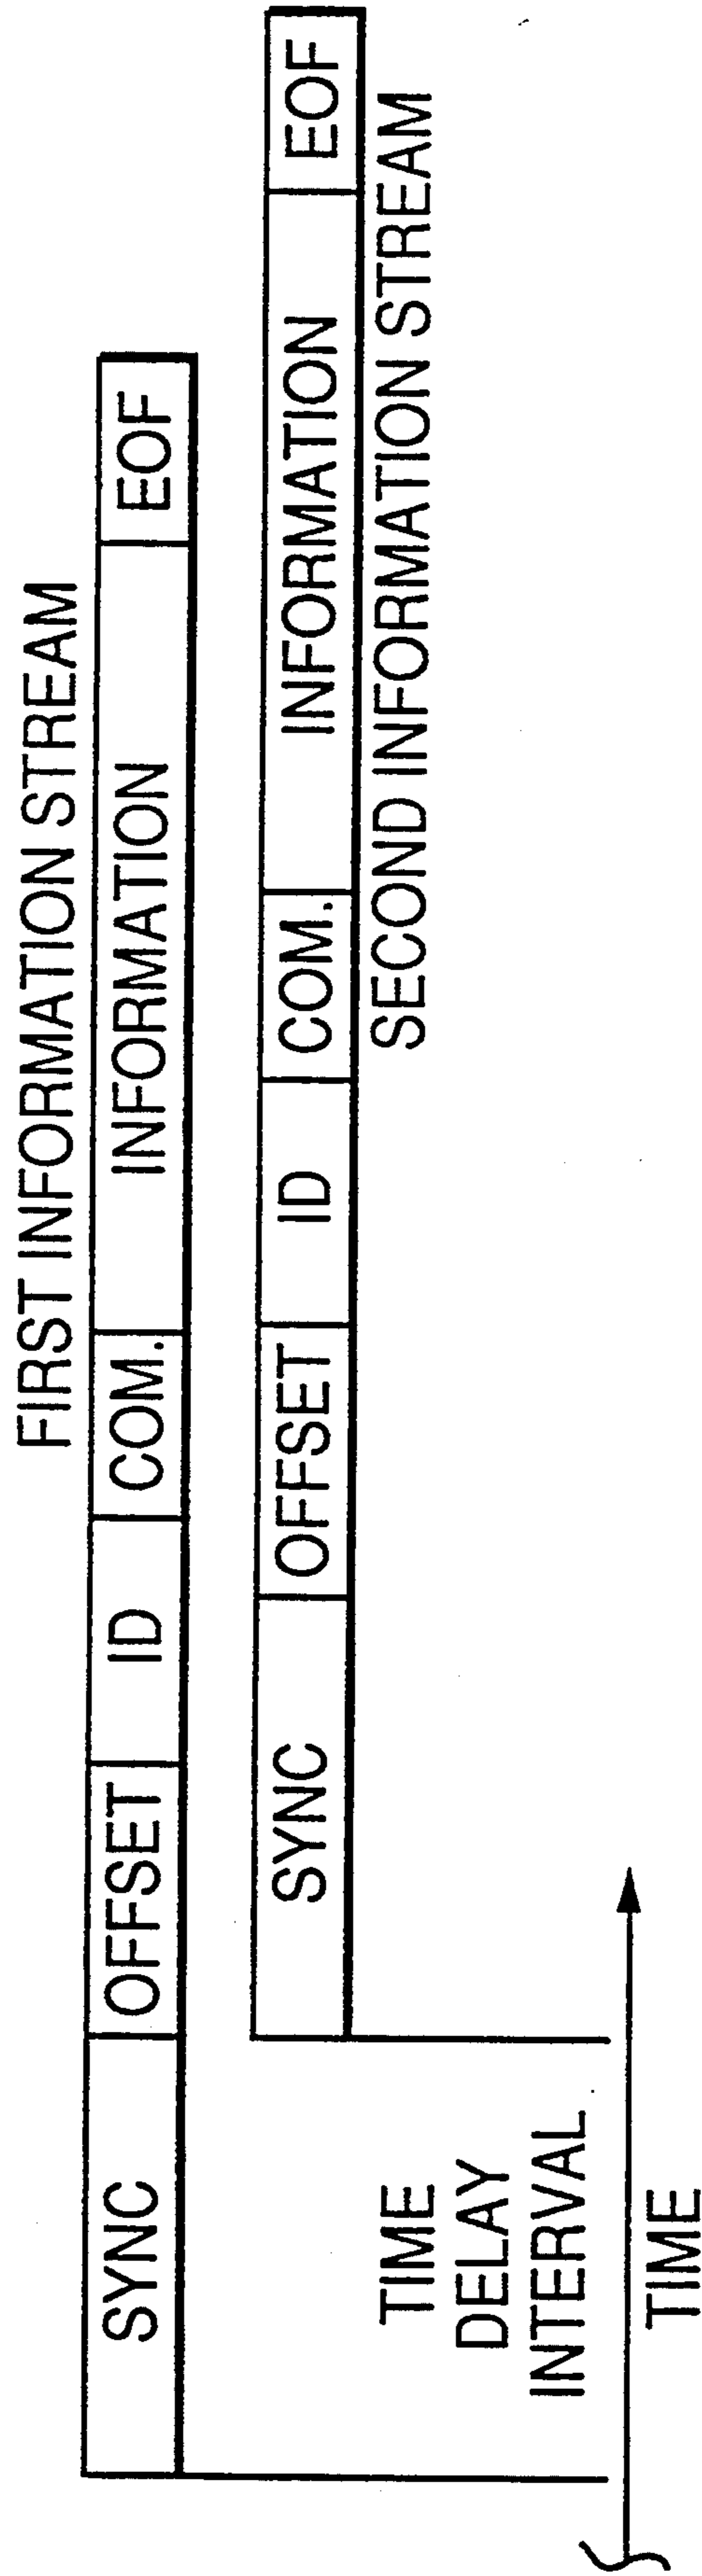 FIRST INFORMATION STREAM
SYNC OFFSET ID COM. INFORMATION EOF
SYNC OFFSET ID COM. INFORMATION EOF
SECOND INFORMATION STREAM
TIME
DELAY
INTERVAL
TIME